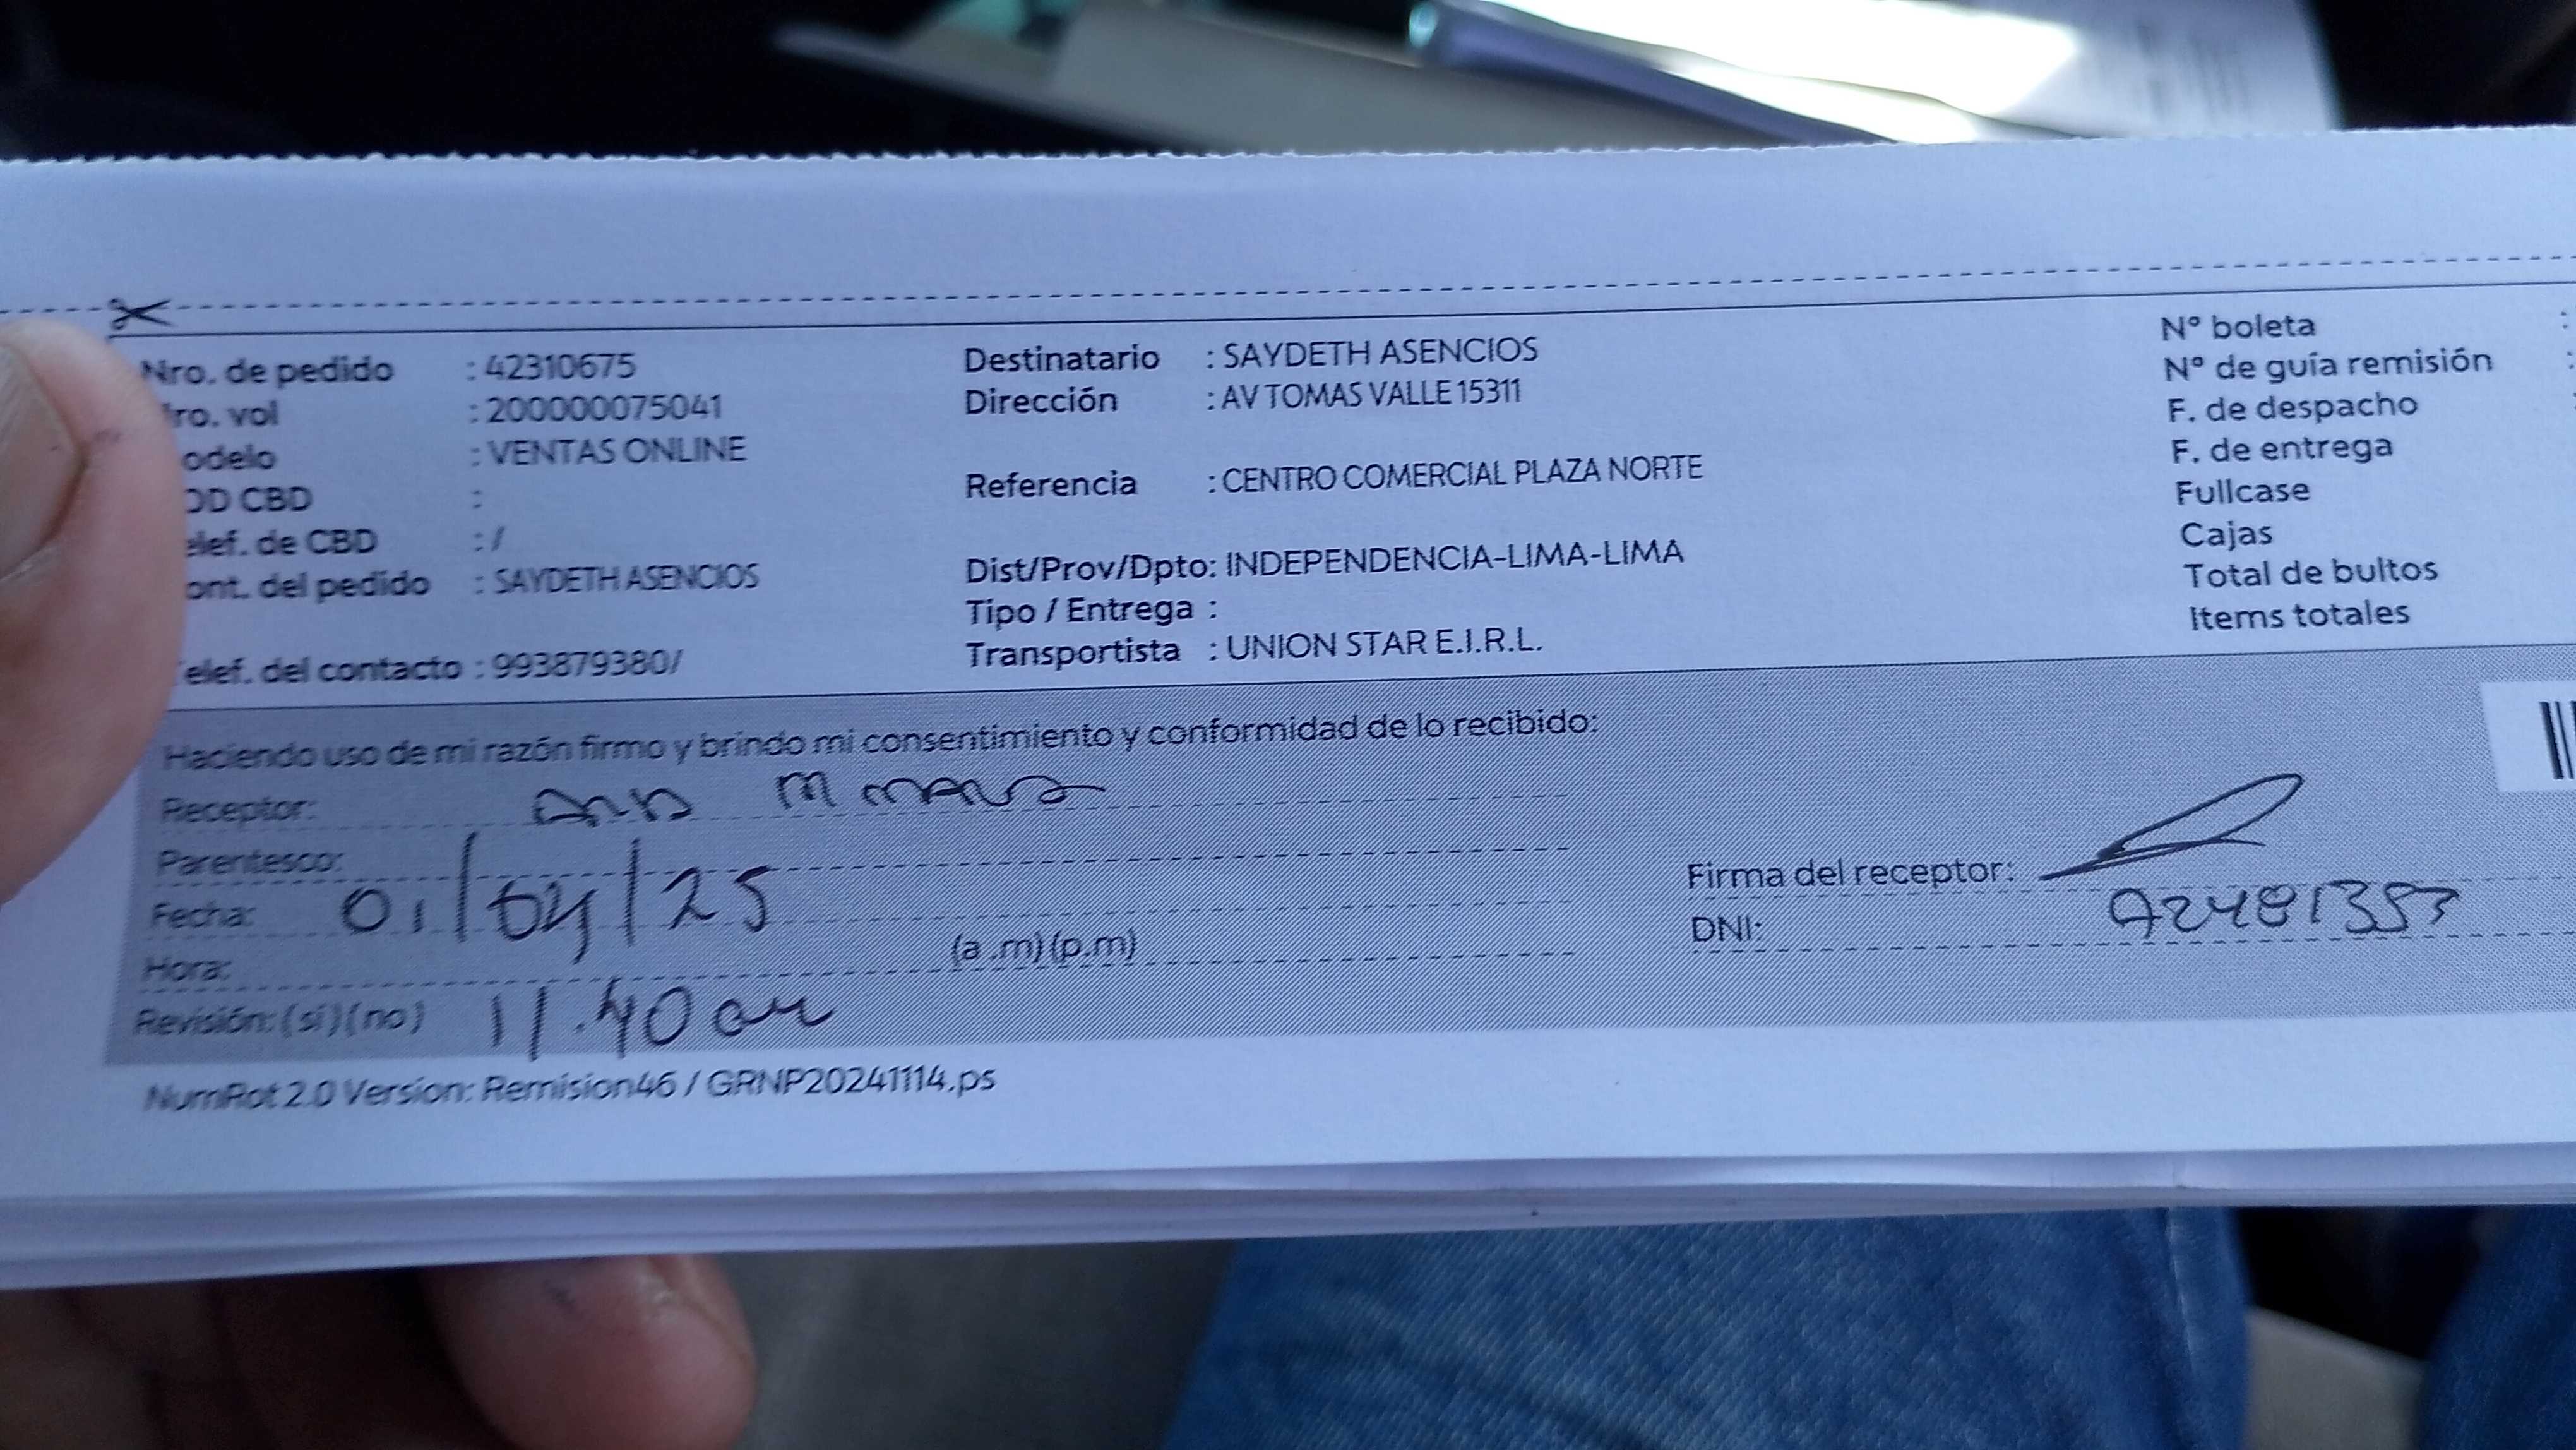 Nro. de pedido : 42310675
ro. vol : 200000075041
odelo : VENTAS ONLINE
OD CBD :
elef. de CBD : /
ont. del pedido : SAYDETH ASENCIOS
elef. del contacto : 993879380/
Destinatario : SAYDETH ASENCIOS
Dirección : AV TOMAS VALLE 15311
Referencia : CENTRO COMERCIAL PLAZA NORTE
Dist/Prov/Dpto: INDEPENDENCIA-LIMA-LIMA
Tipo / Entrega :
Transportista : UNION STAR E.I.R.L.
Nº boleta :
Nº de guía remisión :
F. de despacho
F. de entrega
Fullcase
Cajas
Total de bultos
Items totales
Haciendo uso de mi razón firmo y brindo mi consentimiento y conformidad de lo recibido:
Receptor:
Parentesco:
Fecha: 01/04/25
Hora: (a .m)(p.m)
Revisión: (si)(no) 11.40 am
Firma del receptor:
DNI:
NumRot 2.0 Version: Remision46 / GRNP20241114.ps